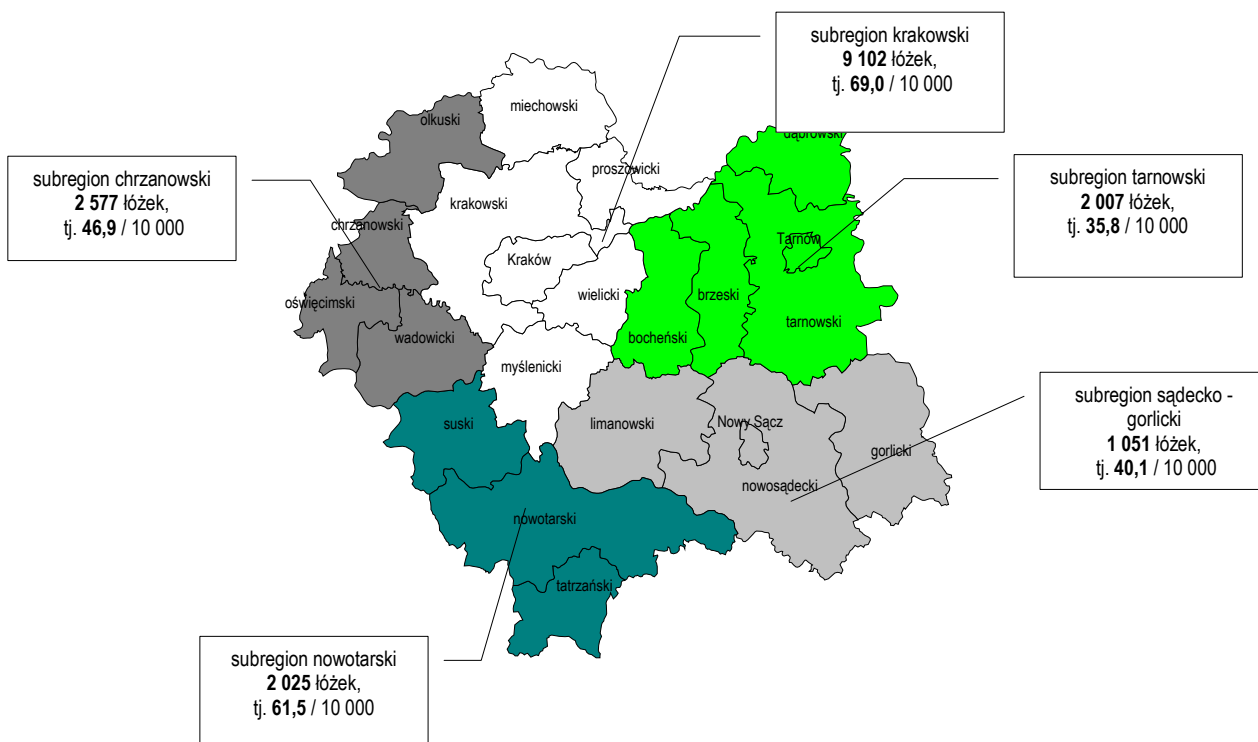 subregion krakowski
9 102 łóżek,
tj. 69,0 / 10 000
miechowski
olkuski
dąbrowski
proszowicki
subregion chrzanowski
2 577 łóżek,
tj. 46,9 / 10 000
subregion tarnowski
2 007 łóżek,
tj. 35,8 / 10 000
krakowski
chrzanowski
Tarnów
Kraków
wielicki
brzeski
oświęcimski
tarnowski
wadowicki
bocheński
myślenicki
subregion sądecko -
gorlicki
1 051 łóżek,
tj. 40,1 / 10 000
suski
limanowski
Nowy Sącz
gorlicki
nowosądecki
nowotarski
tatrzański
subregion nowotarski
2 025 łóżek,
tj. 61,5 / 10 000